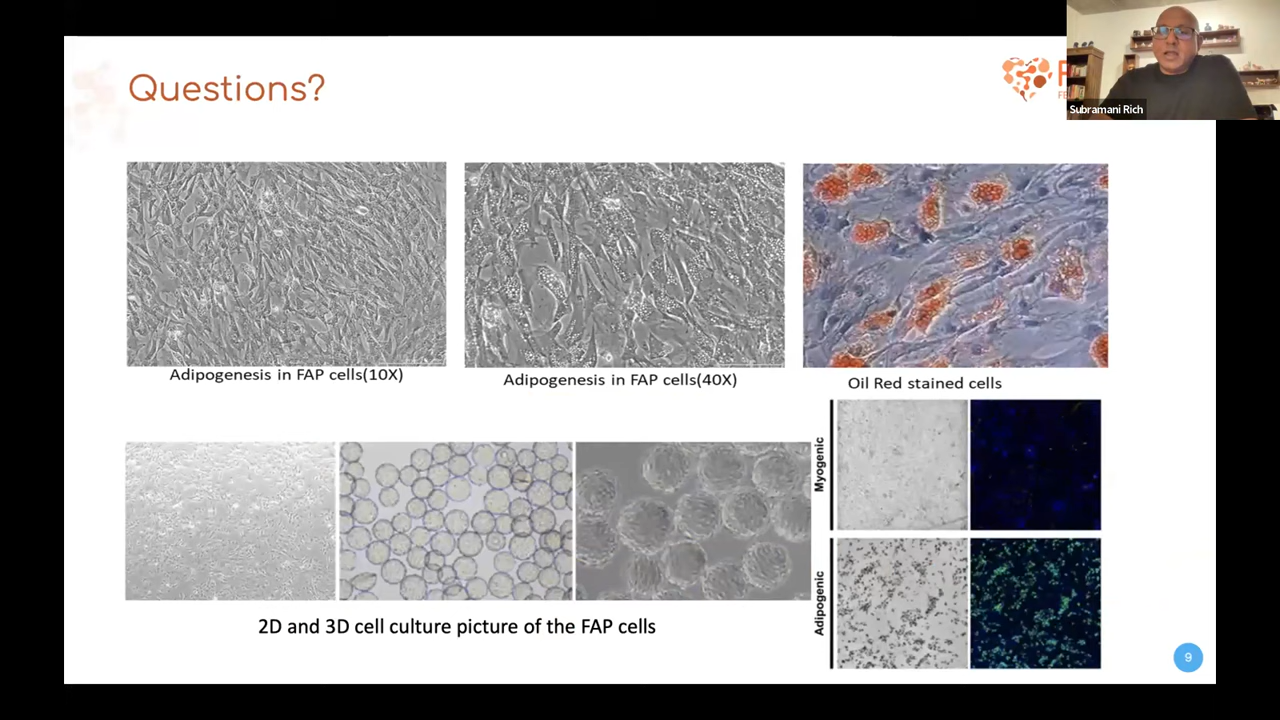 Questions?
Subramani Rich
Adipogenesis in FAP cells(10X)
Adipogenesis in FAP cells(40X)
Oil Red stained cells
Myogenic
Adipogenic
2D and 3D cell culture picture of the FAP cells
9